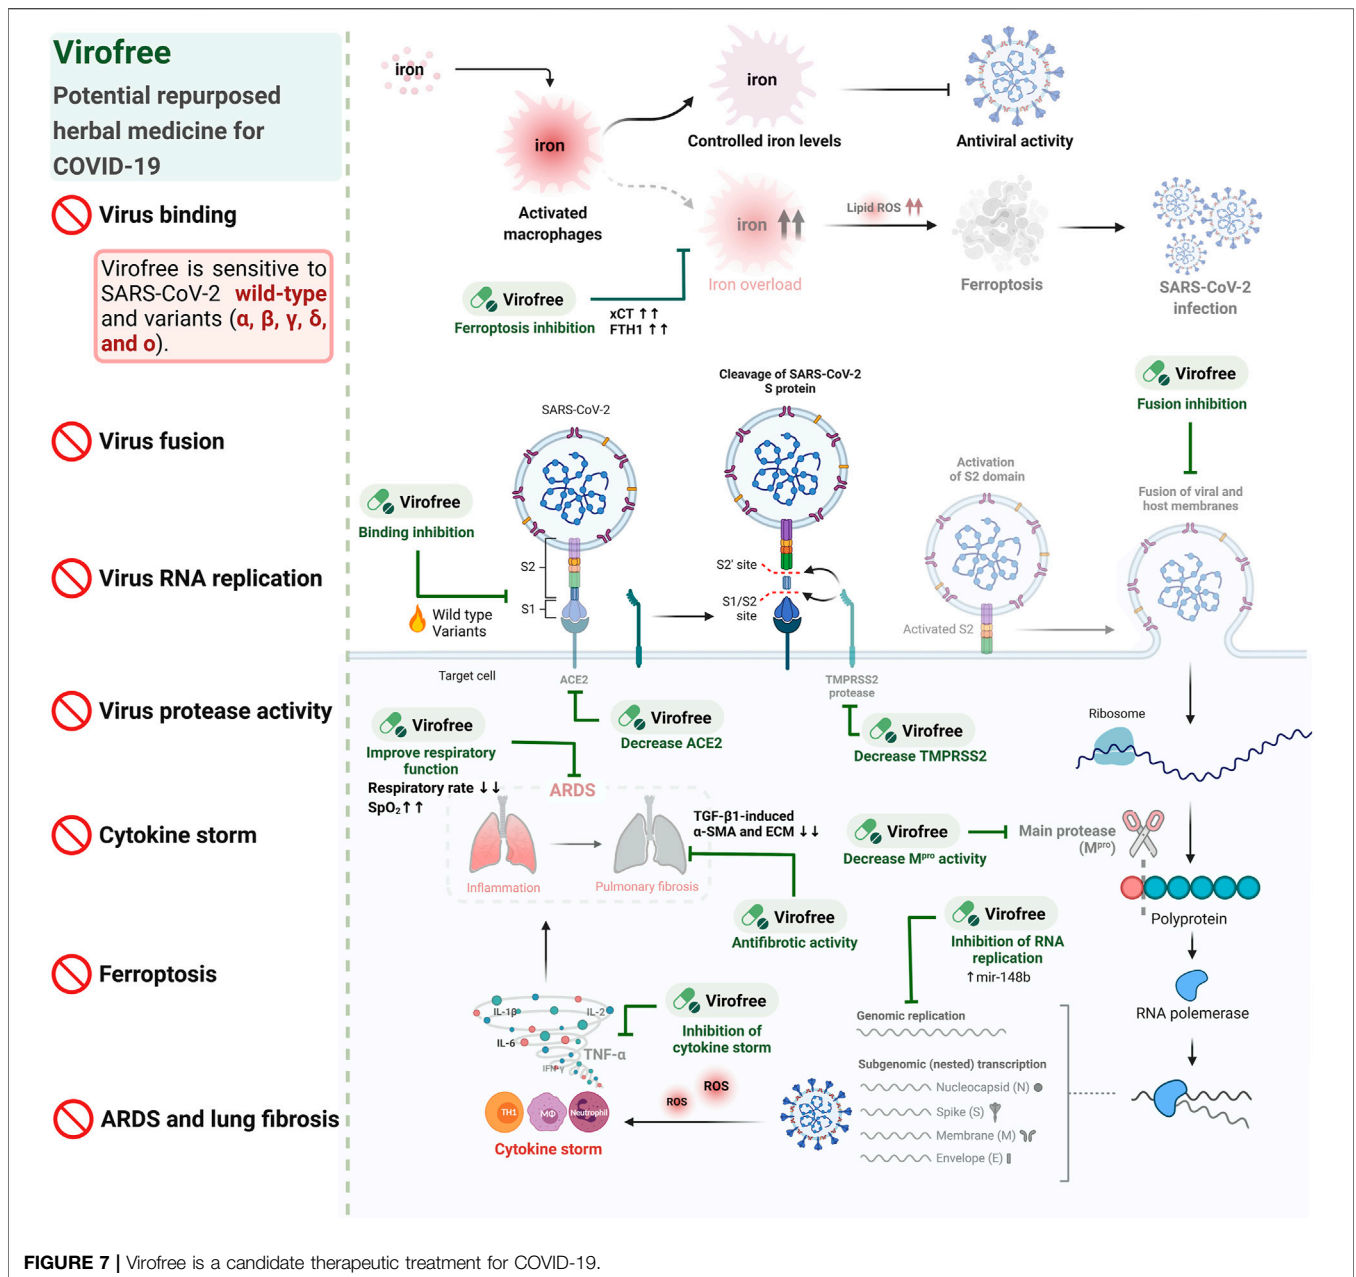 Virofree
Potential repurposed
herbal medicine for
COVID-19
Virus binding
Virofree is sensitive to
SARS-CoV-2 wild-type
and variants (α, β, γ, δ,
and o).
Virus fusion
Virus RNA replication
Virus protease activity
Cytokine storm
Ferroptosis
ARDS and lung fibrosis
iron
iron
Activated
macrophages
iron
Controlled iron levels
Antiviral activity
iron
Iron overload
Lipid ROS
Ferroptosis
SARS-CoV-2
infection
Virofree
Ferroptosis inhibition
xCT ↑↑
FTH1 ↑↑
Virofree
Fusion inhibition
SARS-CoV-2
Cleavage of SARS-CoV-2
S protein
Activation
of S2 domain
Fusion of viral and
host membranes
Virofree
Binding inhibition
Wild type
Variants
S2
S1
S2' site
S1/S2
site
Activated S2
Target cell
ACE2
TMPRSS2
protease
Virofree
Decrease ACE2
Virofree
Decrease TMPRSS2
Ribosome
Virofree
Improve respiratory
function
Respiratory rate ↓↓
SpO₂↑↑
ARDS
Inflammation
Pulmonary fibrosis
TGF-β1-induced
α-SMA and ECM ↓↓
Virofree
Antifibrotic activity
Virofree
Decrease Mᵖʳᵒ activity
Main protease
(Mᵖʳᵒ)
Polyprotein
Virofree
Inhibition of RNA
replication
↑mir-148b
RNA polemerase
IL-1β
IL-2
IL-6
TNF-α
IFN-γ
Virofree
Inhibition of
cytokine storm
TH1
MΦ
Neutrophil
Cytokine storm
ROS
ROS
Genomic replication
Subgenomic (nested) transcription
Nucleocapsid (N)
Spike (S)
Membrane (M)
Envelope (E)
FIGURE 7 | Virofree is a candidate therapeutic treatment for COVID-19.